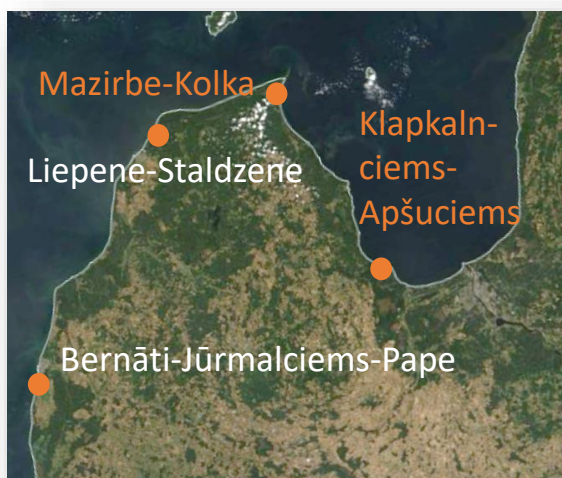 Mazirbe-Kolka
Klapkaln-
ciems-
Apšuciems
Liepene-Staldzene
Bernāti-Jūrmalciems-Pape